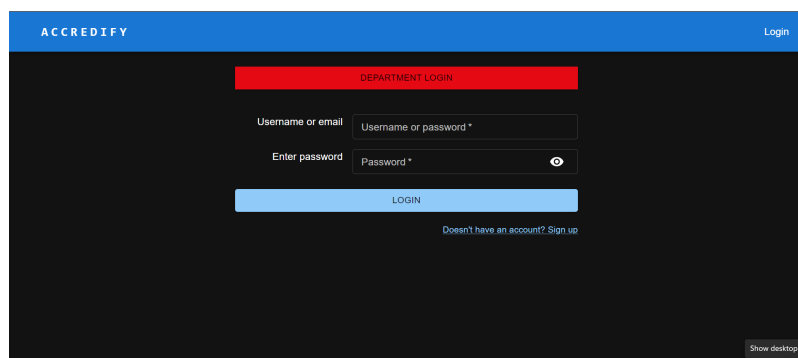 ACCREDIFY
Login
DEPARTMENT LOGIN
Username or email
Username or password *
Enter password
Password *
LOGIN
Doesn't have an account? Sign up
Show desktop